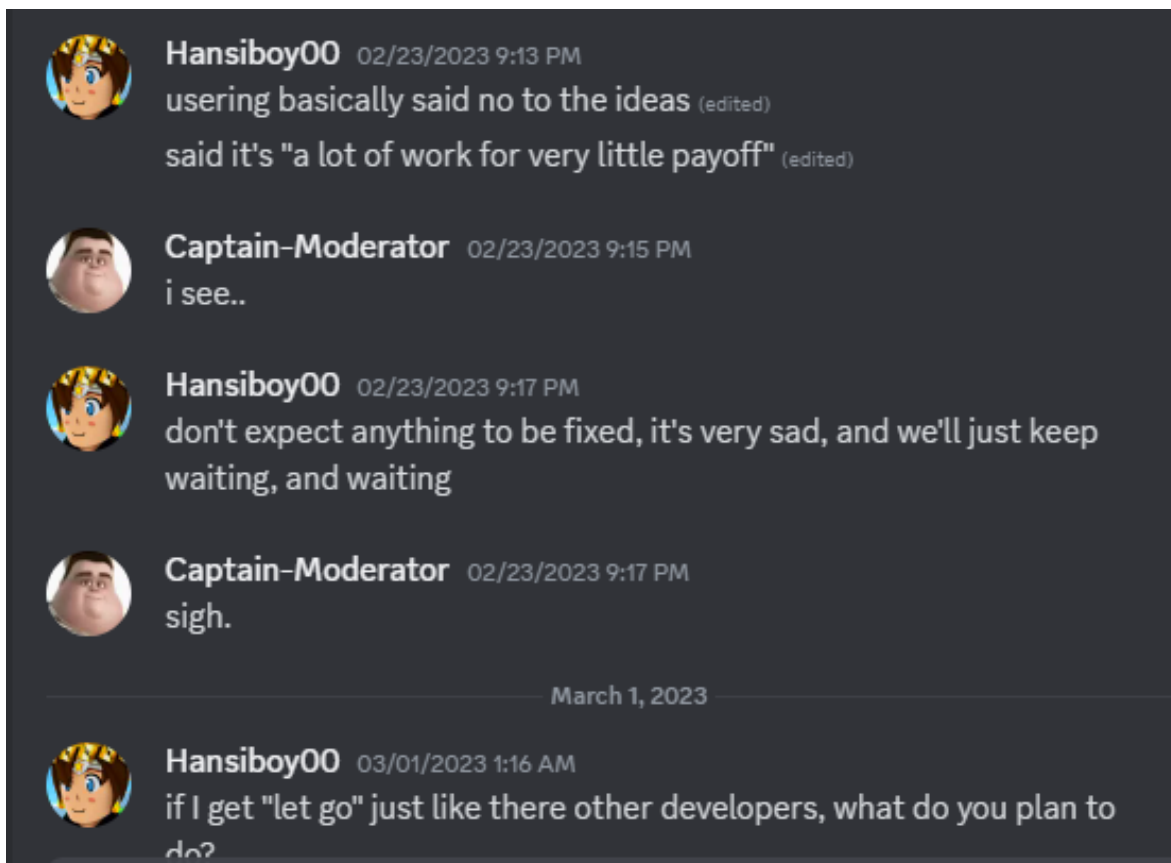 Hansiboy00 02/23/2023 9:13 PM
usering basically said no to the ideas (edited)
said it's "a lot of work for very little payoff" (edited)
Captain-Moderator 02/23/2023 9:15 PM
i see..
Hansiboy00 02/23/2023 9:17 PM
don't expect anything to be fixed, it's very sad, and we'll just keep
waiting, and waiting
Captain-Moderator 02/23/2023 9:17 PM
sigh.
March 1, 2023
Hansiboy00 03/01/2023 1:16 AM
if I get "let go" just like there other developers, what do you plan to
do?